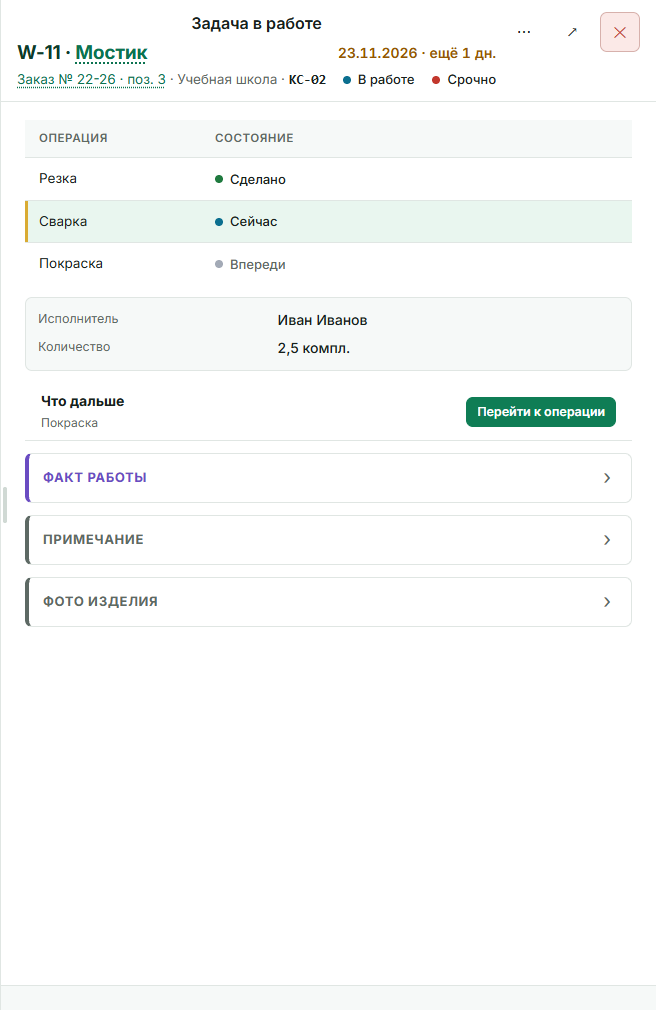 Задача в работе
W-11 · Мостик
23.11.2026 · ещё 1 дн.
Заказ № 22-26 · поз. 3 · Учебная школа · КС-02 В работе Срочно
ОПЕРАЦИЯ СОСТОЯНИЕ
Резка Сделано
Сварка Сейчас
Покраска Впереди
Исполнитель Иван Иванов
Количество 2,5 компл.
Что дальше
Покраска
Перейти к операции
ФАКТ РАБОТЫ
ПРИМЕЧАНИЕ
ФОТО ИЗДЕЛИЯ